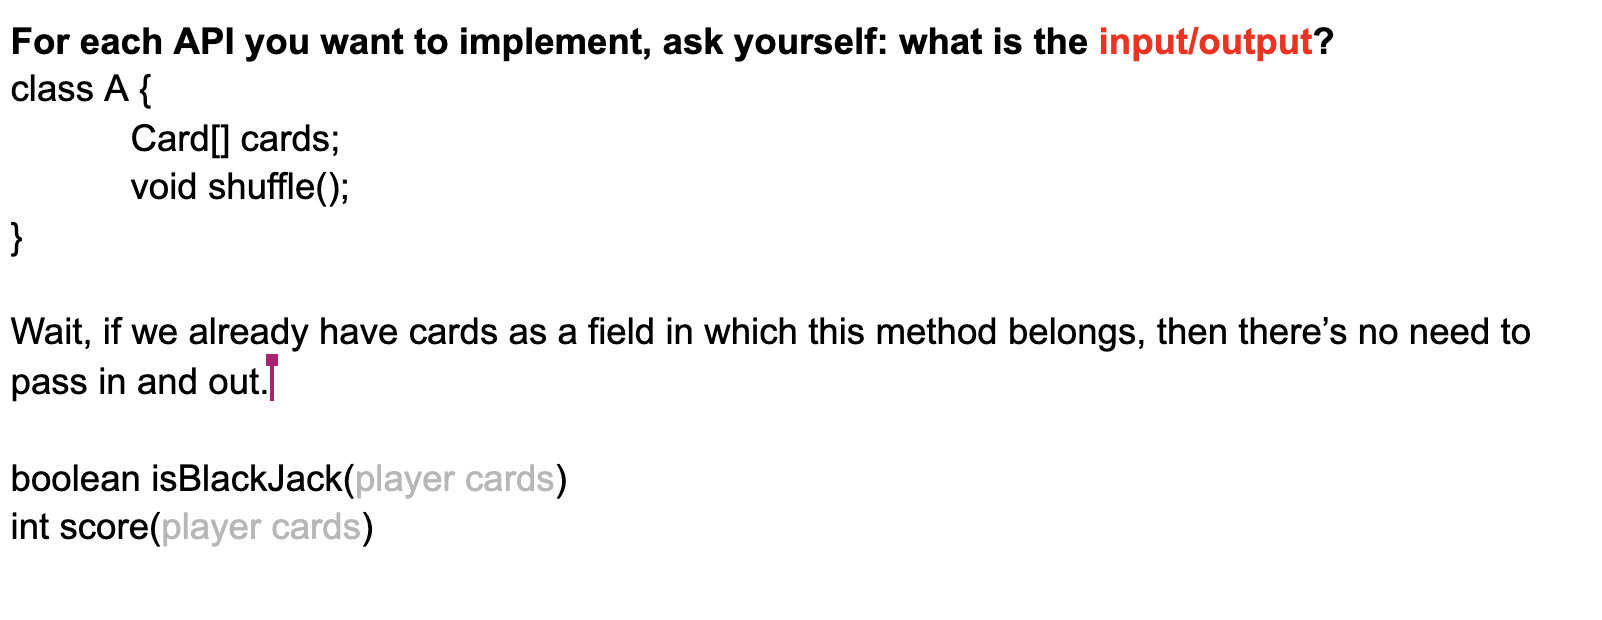 For each API you want to implement, ask yourself: what is the input/output?
class A {
Card[] cards;
void shuffle();
}
Wait, if we already have cards as a field in which this method belongs, then there’s no need to
pass in and out.
boolean isBlackJack(player cards)
int score(player cards)